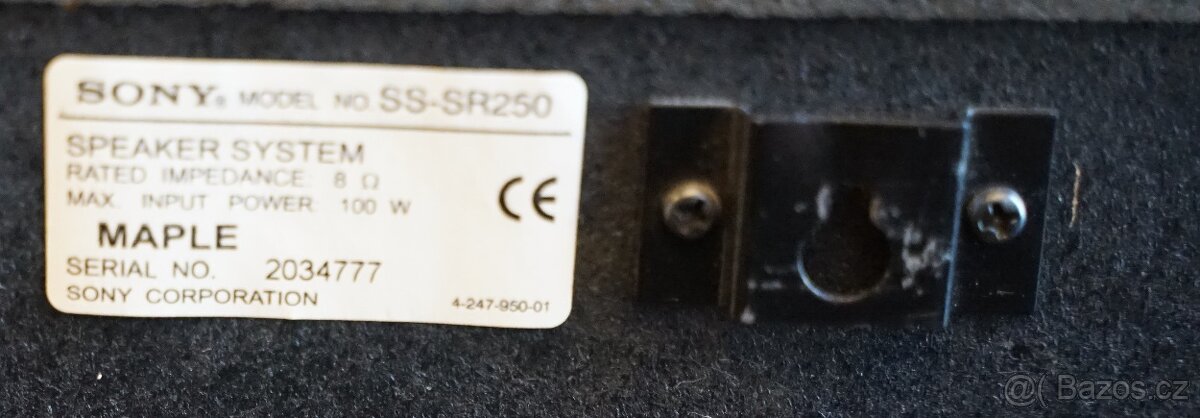 SONY® MODEL NO. SS-SR250
SPEAKER SYSTEM
RATED IMPEDANCE: 8 Ω
MAX. INPUT POWER: 100 W
CE
MAPLE
SERIAL NO. 2034777
SONY CORPORATION
4-247-950-01
@( Bazos.cz